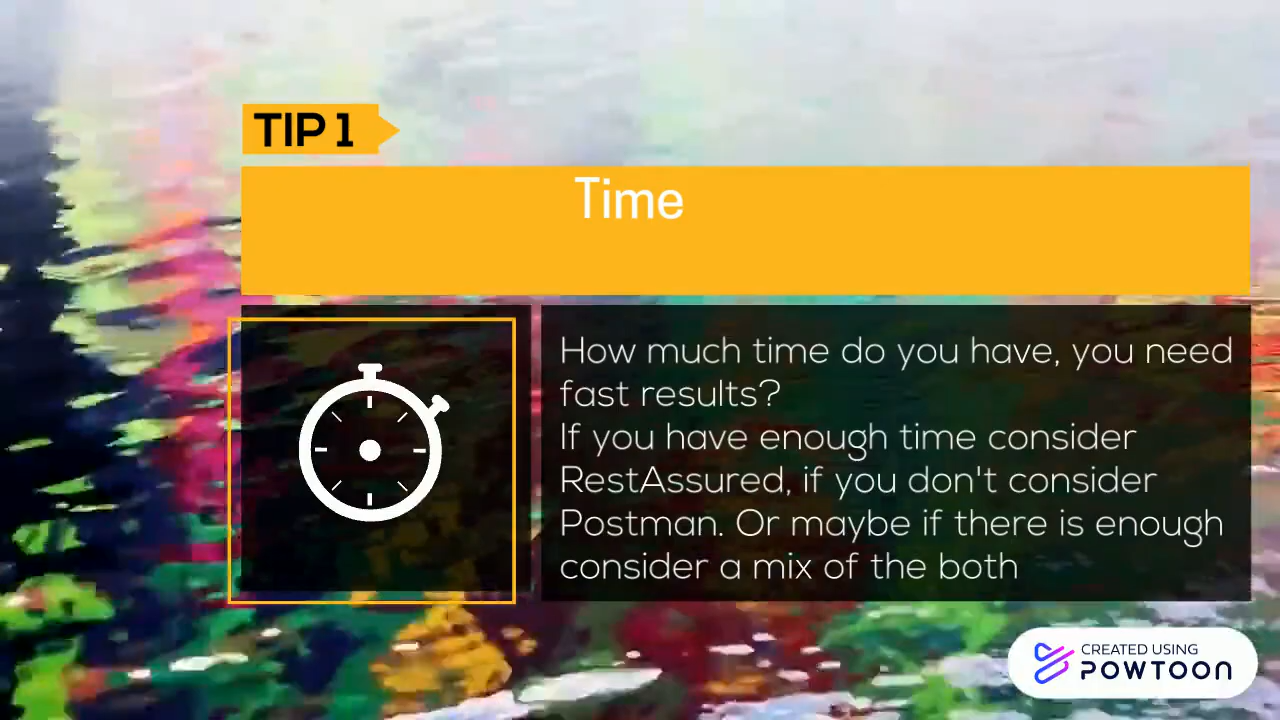 TIP 1
Time
How much time do you have, you need
fast results?
If you have enough time consider
RestAssured, if you don't consider
Postman. Or maybe if there is enough
consider a mix of the both
CREATED USING
POWTOON